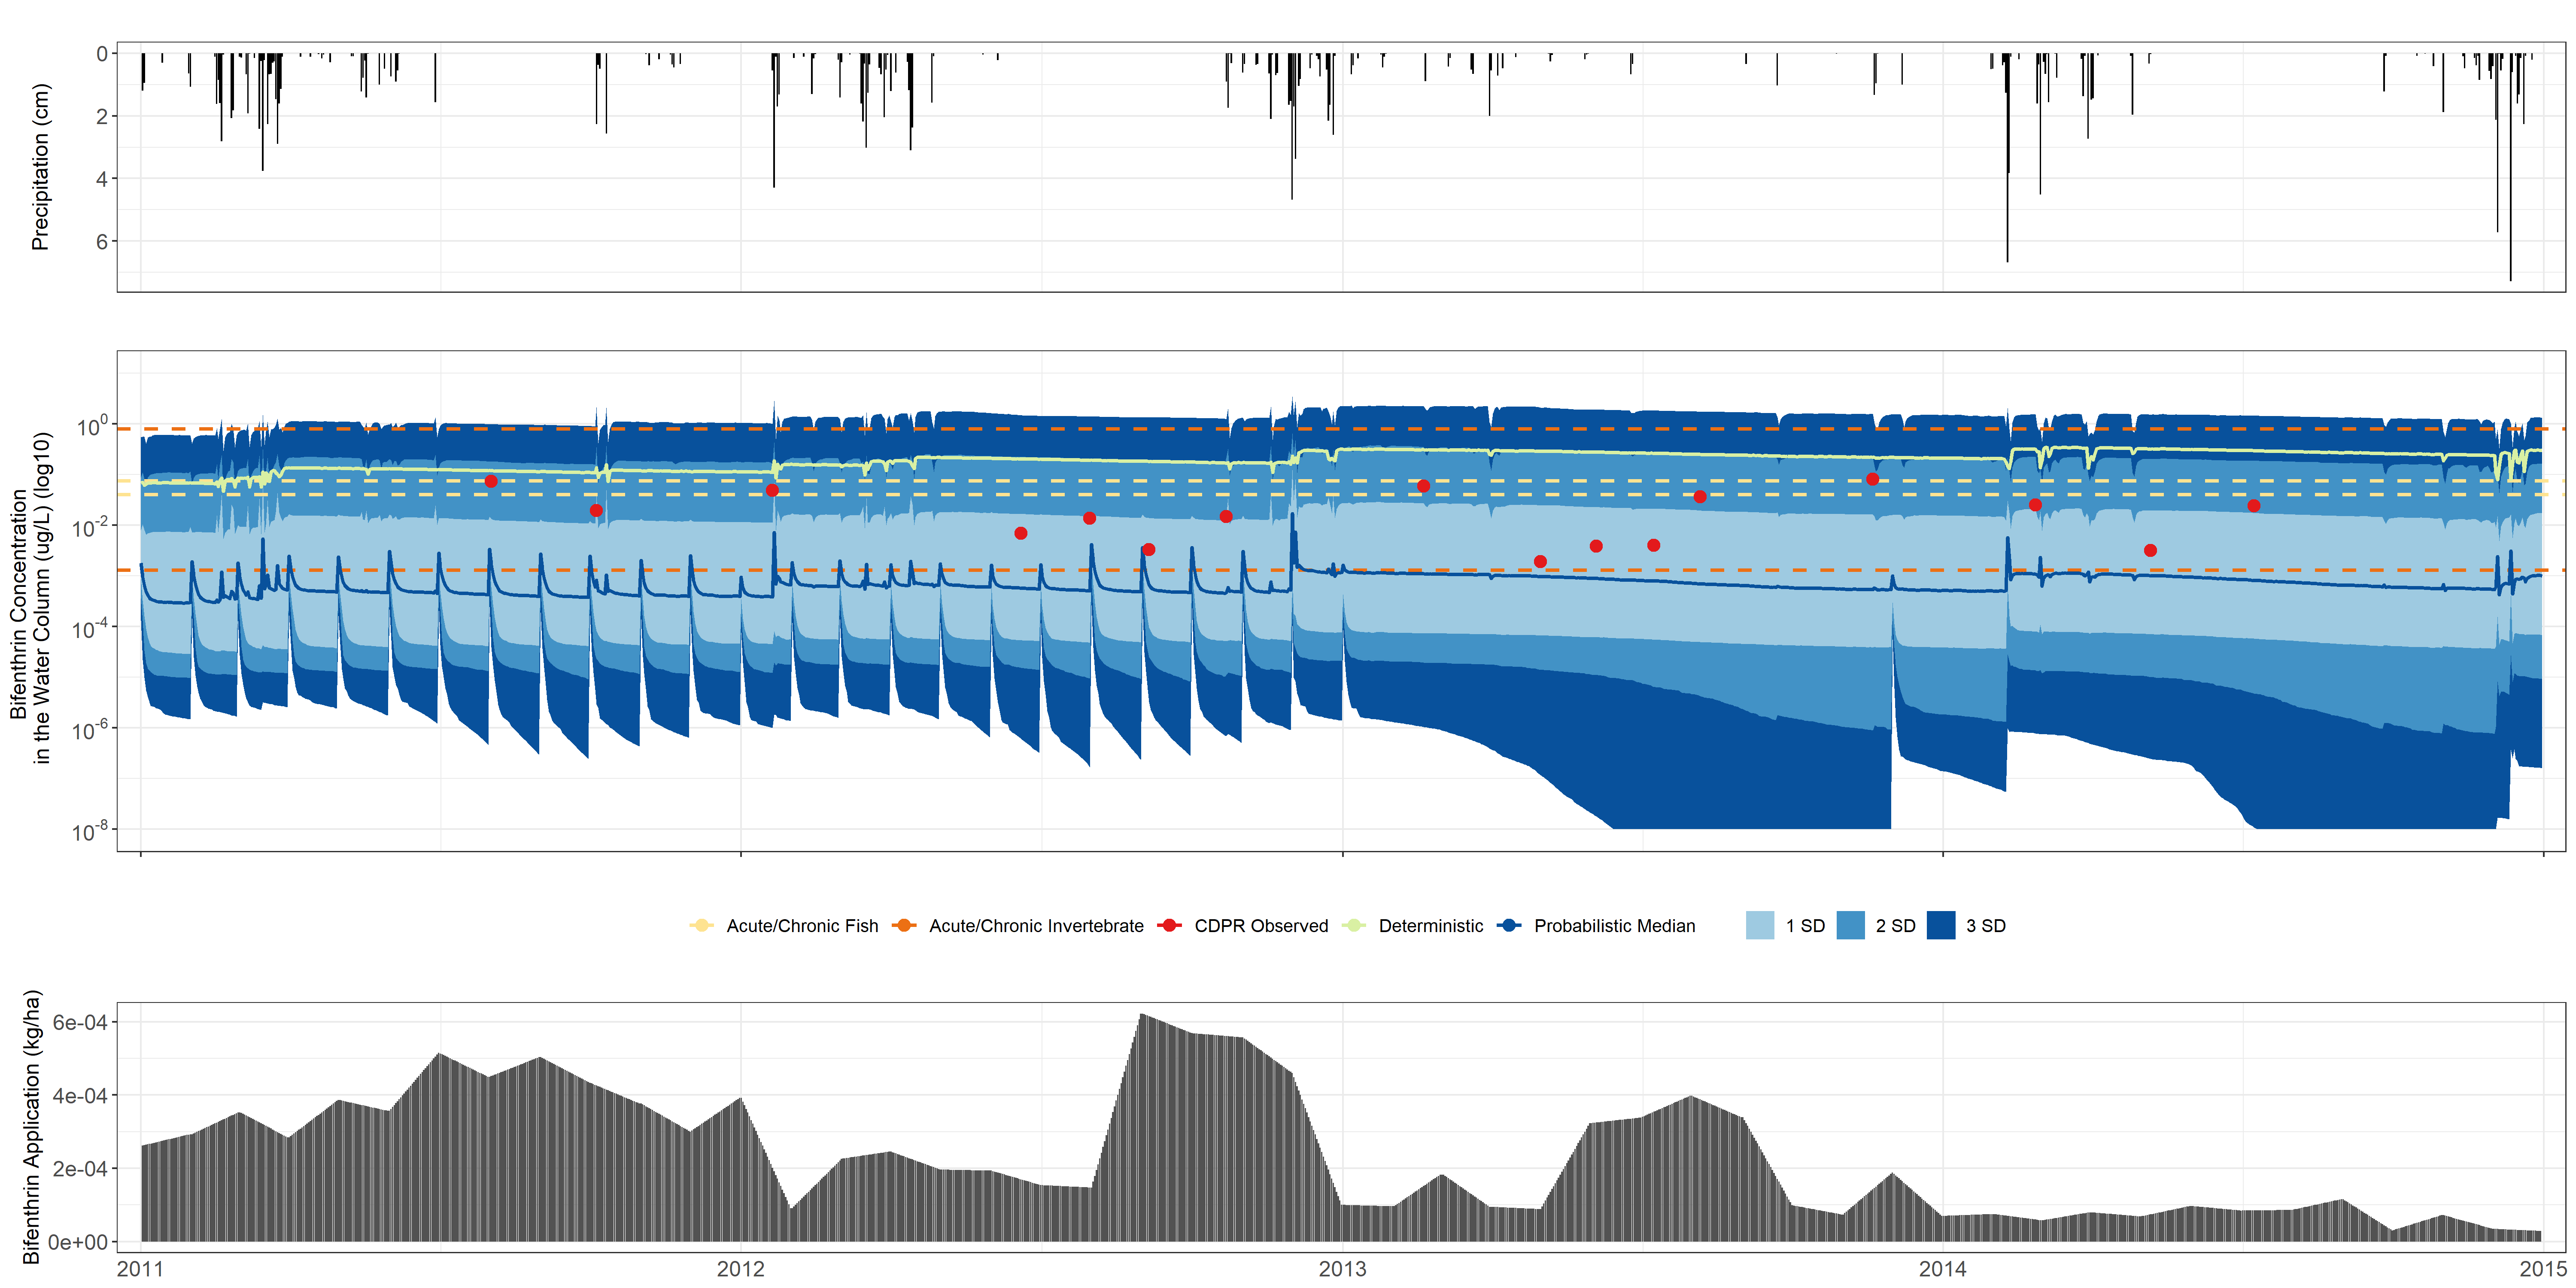 Precipitation (cm)
0
2
4
6
Bifenthrin Concentration
in the Water Column (ug/L) (log10)
10^0
10^-2
10^-4
10^-6
10^-8
Acute/Chronic Fish
Acute/Chronic Invertebrate
CDPR Observed
Deterministic
Probabilistic Median
1 SD
2 SD
3 SD
Bifenthrin Application (kg/ha)
6e-04
4e-04
2e-04
0e+00
2011
2012
2013
2014
2015